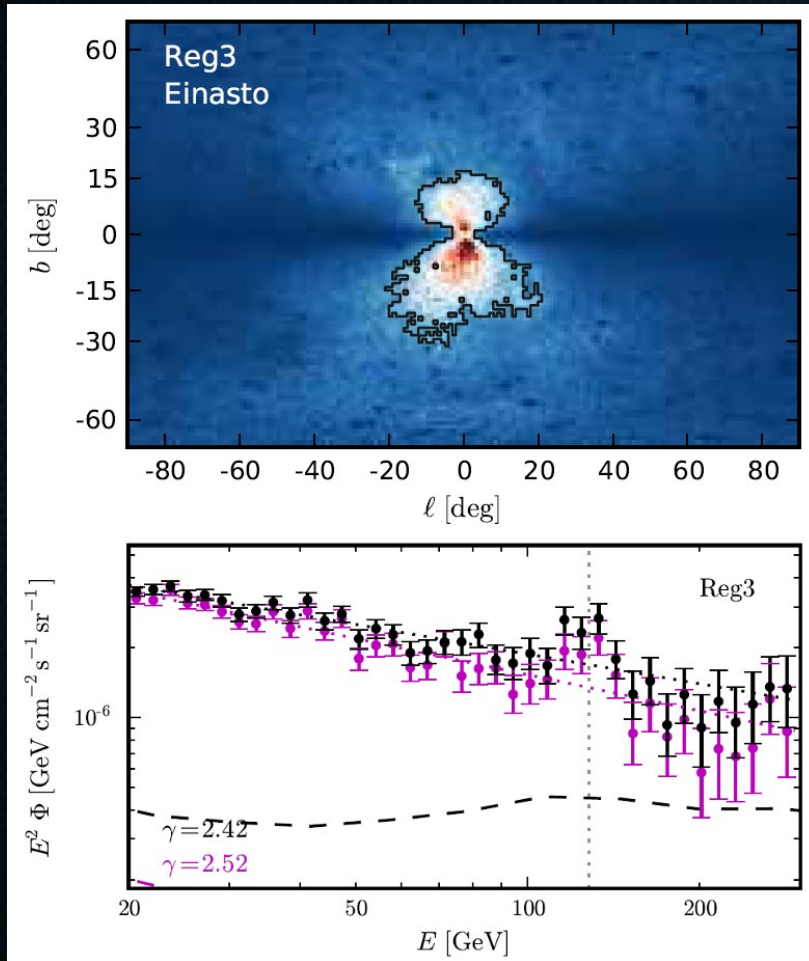 Reg3
Einasto
60
30
15
0
-15
-30
-60
b [deg]
-80 -60 -40 -20 0 20 40 60 80
ℓ [deg]
Reg3
10⁻⁶
E² Φ [GeV cm⁻² s⁻¹ sr⁻¹]
γ=2.42
γ=2.52
20 50 100 200
E [GeV]